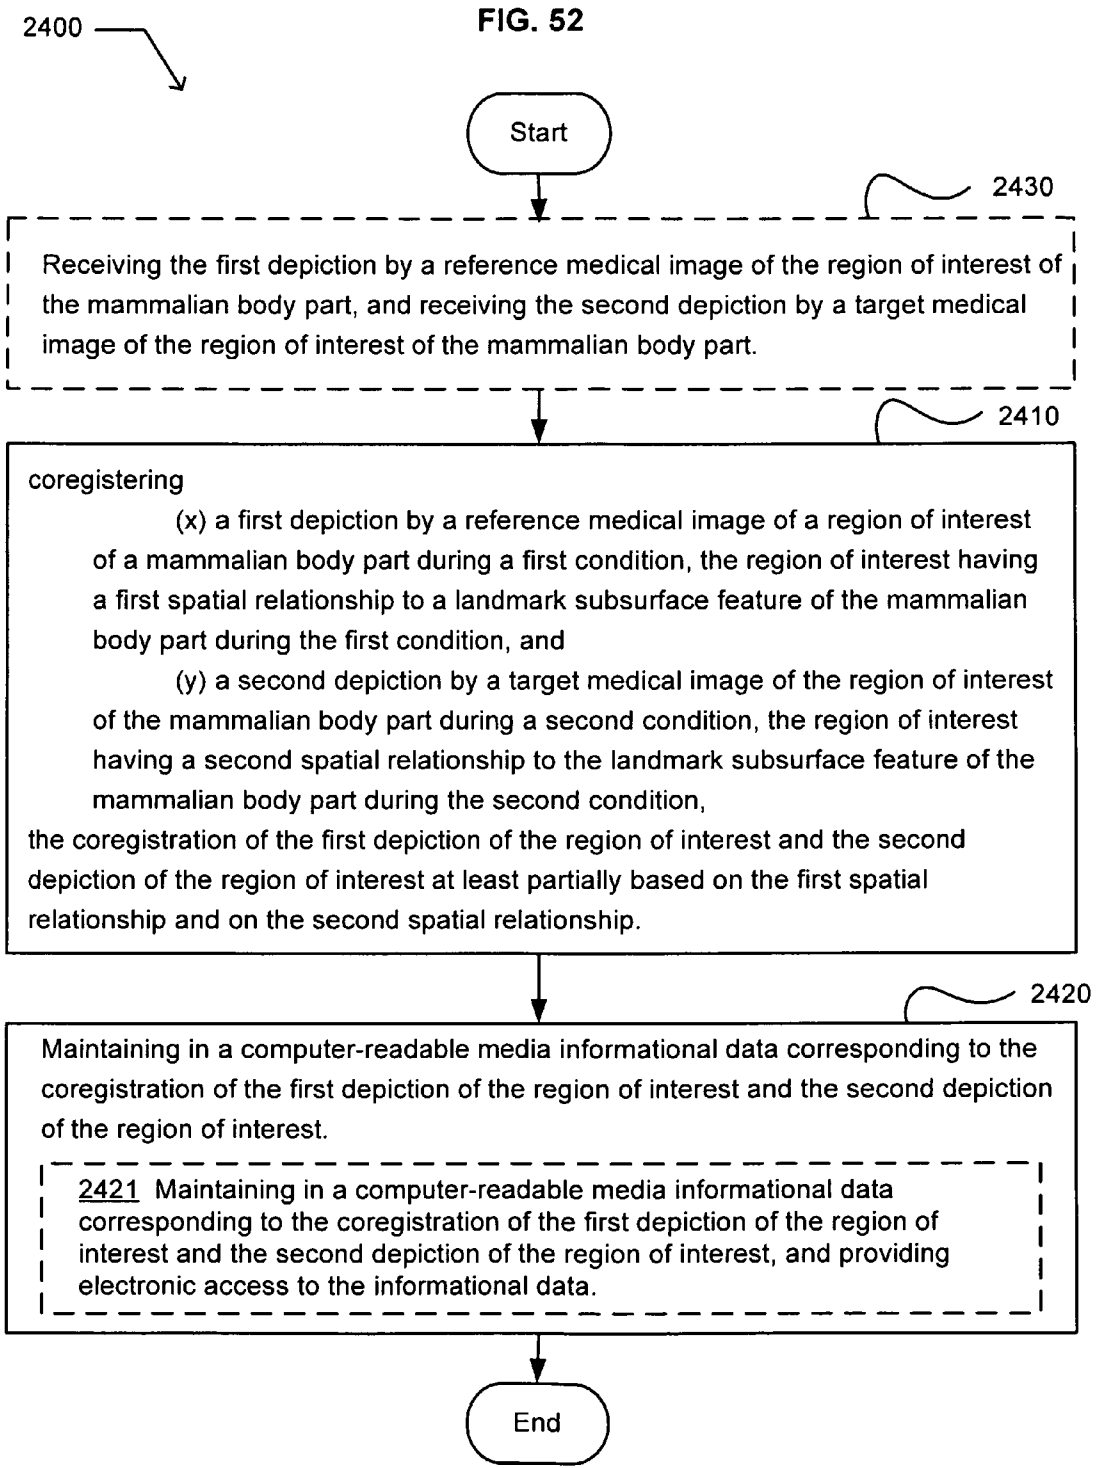 FIG. 52
2400
Start
2430
Receiving the first depiction by a reference medical image of the region of interest of
the mammalian body part, and receiving the second depiction by a target medical
image of the region of interest of the mammalian body part.
2410
coregistering
(x) a first depiction by a reference medical image of a region of interest
of a mammalian body part during a first condition, the region of interest having
a first spatial relationship to a landmark subsurface feature of the mammalian
body part during the first condition, and
(y) a second depiction by a target medical image of the region of interest
of the mammalian body part during a second condition, the region of interest
having a second spatial relationship to the landmark subsurface feature of the
mammalian body part during the second condition,
the coregistration of the first depiction of the region of interest and the second
depiction of the region of interest at least partially based on the first spatial
relationship and on the second spatial relationship.
2420
Maintaining in a computer-readable media informational data corresponding to the
coregistration of the first depiction of the region of interest and the second depiction
of the region of interest.
2421 Maintaining in a computer-readable media informational data
corresponding to the coregistration of the first depiction of the region of
interest and the second depiction of the region of interest, and providing
electronic access to the informational data.
End